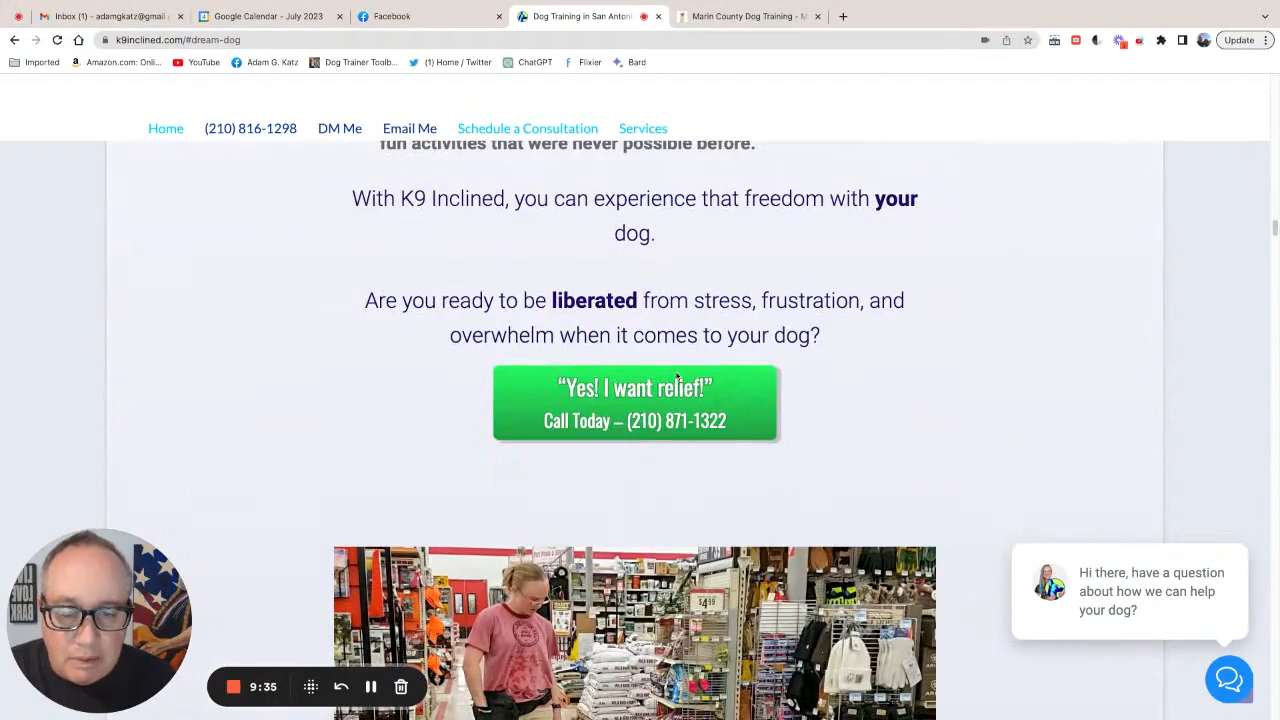 Inbox (1) - adamgkatz@gmail.
Google Calendar - July 2023
Facebook
Dog Training in San Antoni
Marin County Dog Training - M
k9inclined.com/#dream-dog
Update
Imported
Amazon.com: Onli...
YouTube
Adam G. Katz
Dog Trainer Toolb...
(1) Home / Twitter
ChatGPT
Flixier
Bard
Home
(210) 816-1298
DM Me
Email Me
Schedule a Consultation
Services
fun activities that were never possible before.
With K9 Inclined, you can experience that freedom with your
dog.
Are you ready to be liberated from stress, frustration, and
overwhelm when it comes to your dog?
“Yes! I want relief!”
Call Today – (210) 871-1322
Hi there, have a question
about how we can help
your dog?
$4.99
9:35